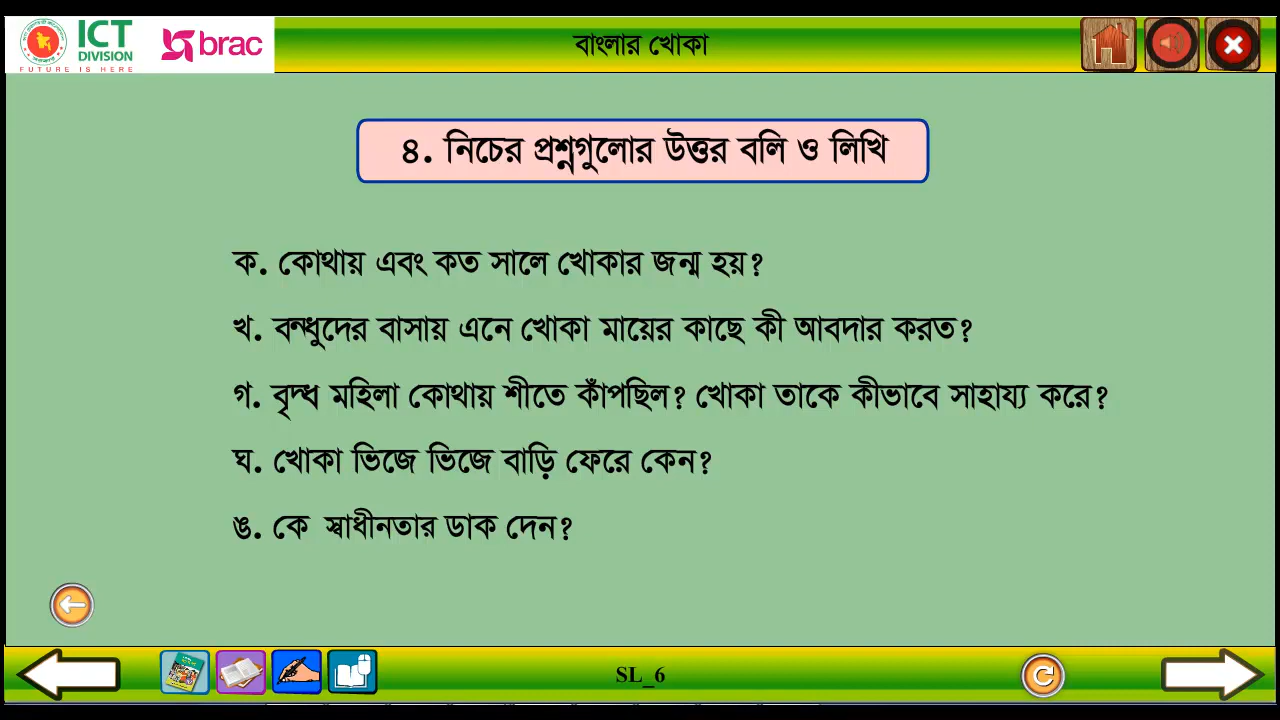 ICT
DIVISION
FUTURE IS HERE
brac
বাংলার খোকা
৪. নিচের প্রশ্নগুলোর উত্তর বলি ও লিখি
ক. কোথায় এবং কত সালে খোকার জন্ম হয়?
খ. বন্ধুদের বাসায় এনে খোকা মায়ের কাছে কী আবদার করত?
গ. বৃদ্ধ মহিলা কোথায় শীতে কাঁপছিল? খোকা তাকে কীভাবে সাহায্য করে?
ঘ. খোকা ভিজে ভিজে বাড়ি ফেরে কেন?
ঙ. কে স্বাধীনতার ডাক দেন?
SL_6